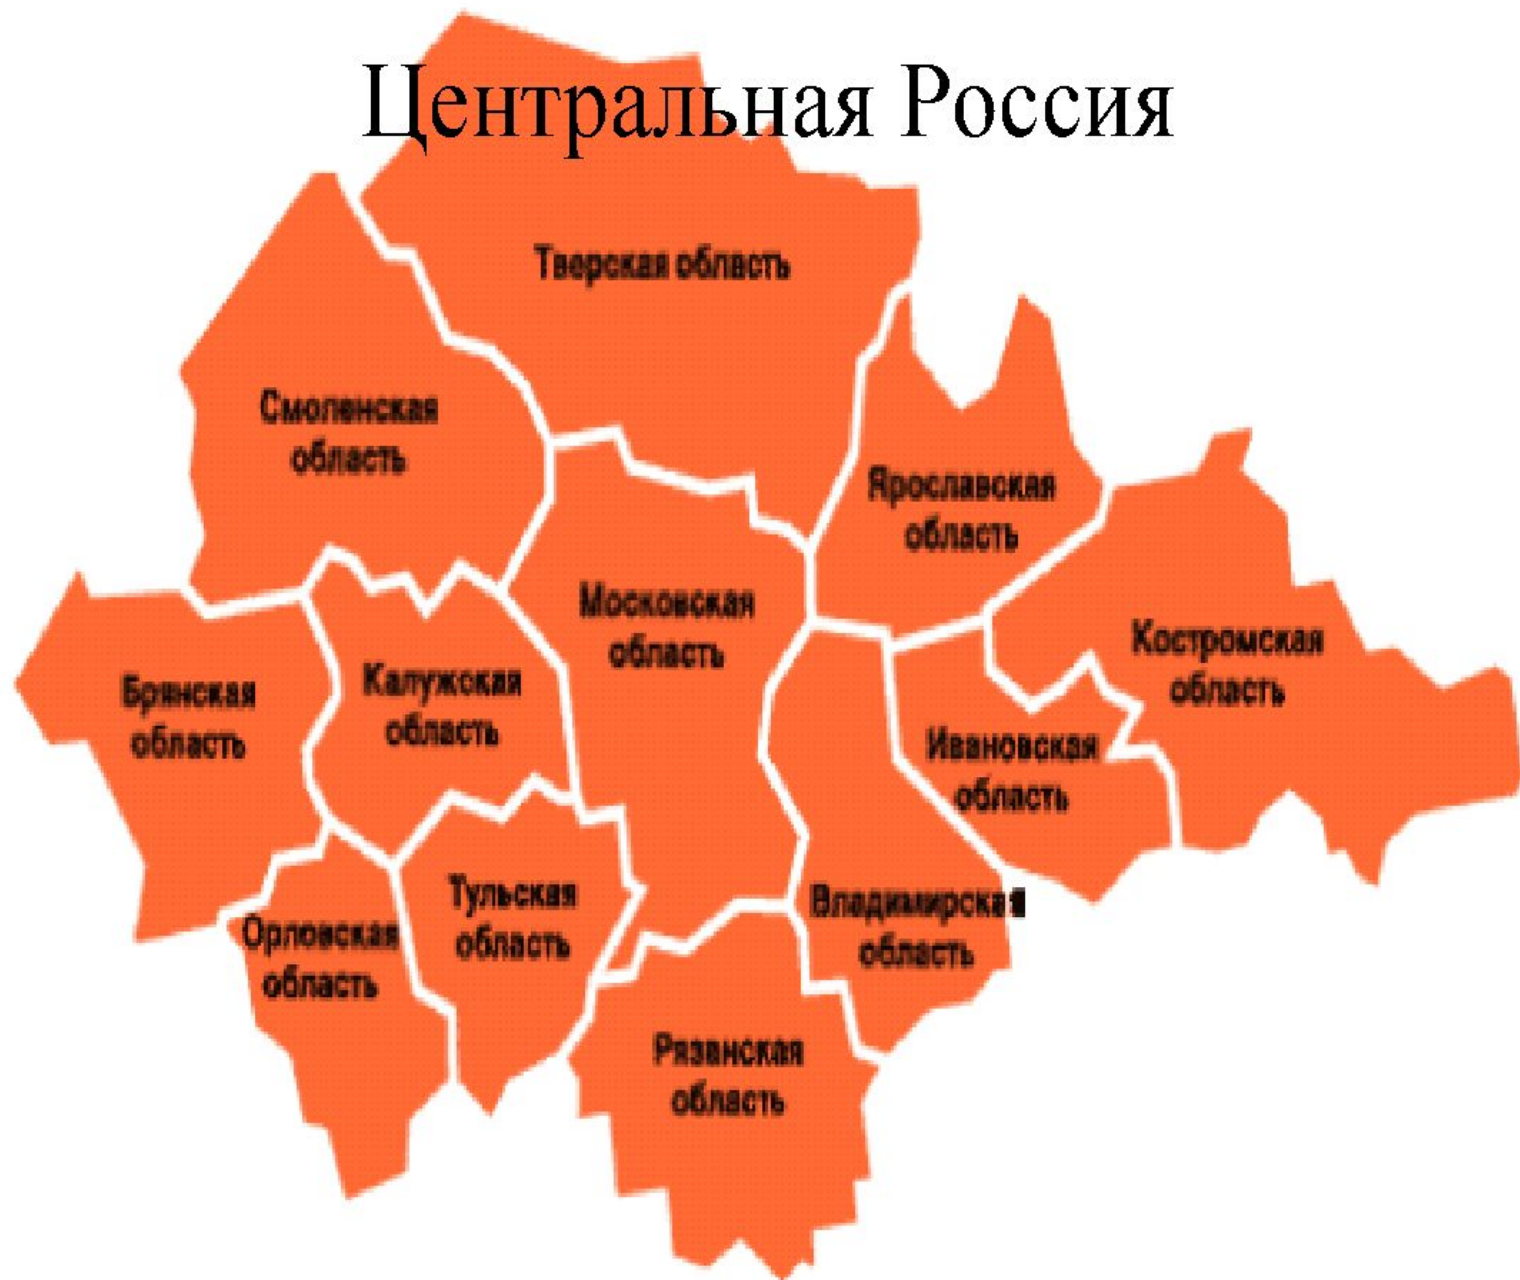 Центральная Россия
Тверская область
Смоленская
область
Ярославская
область
Московская
область
Костромская
область
Брянская
область
Калужская
область
Ивановская
область
Тульская
область
Владимирская
область
Орловская
область
Рязанская
область